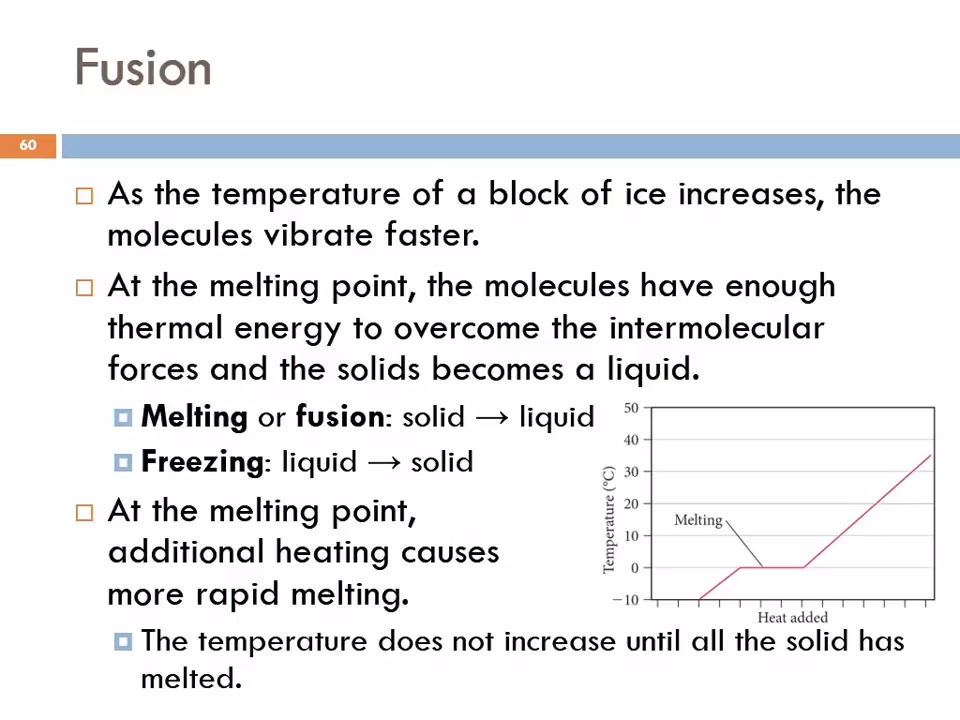 Fusion
60
As the temperature of a block of ice increases, the
molecules vibrate faster.
At the melting point, the molecules have enough
thermal energy to overcome the intermolecular
forces and the solids becomes a liquid.
Melting or fusion: solid → liquid
Freezing: liquid → solid
At the melting point,
additional heating causes
more rapid melting.
The temperature does not increase until all the solid has
melted.
Temperature (°C)
50
40
30
20
10
0
−10
Melting
Heat added